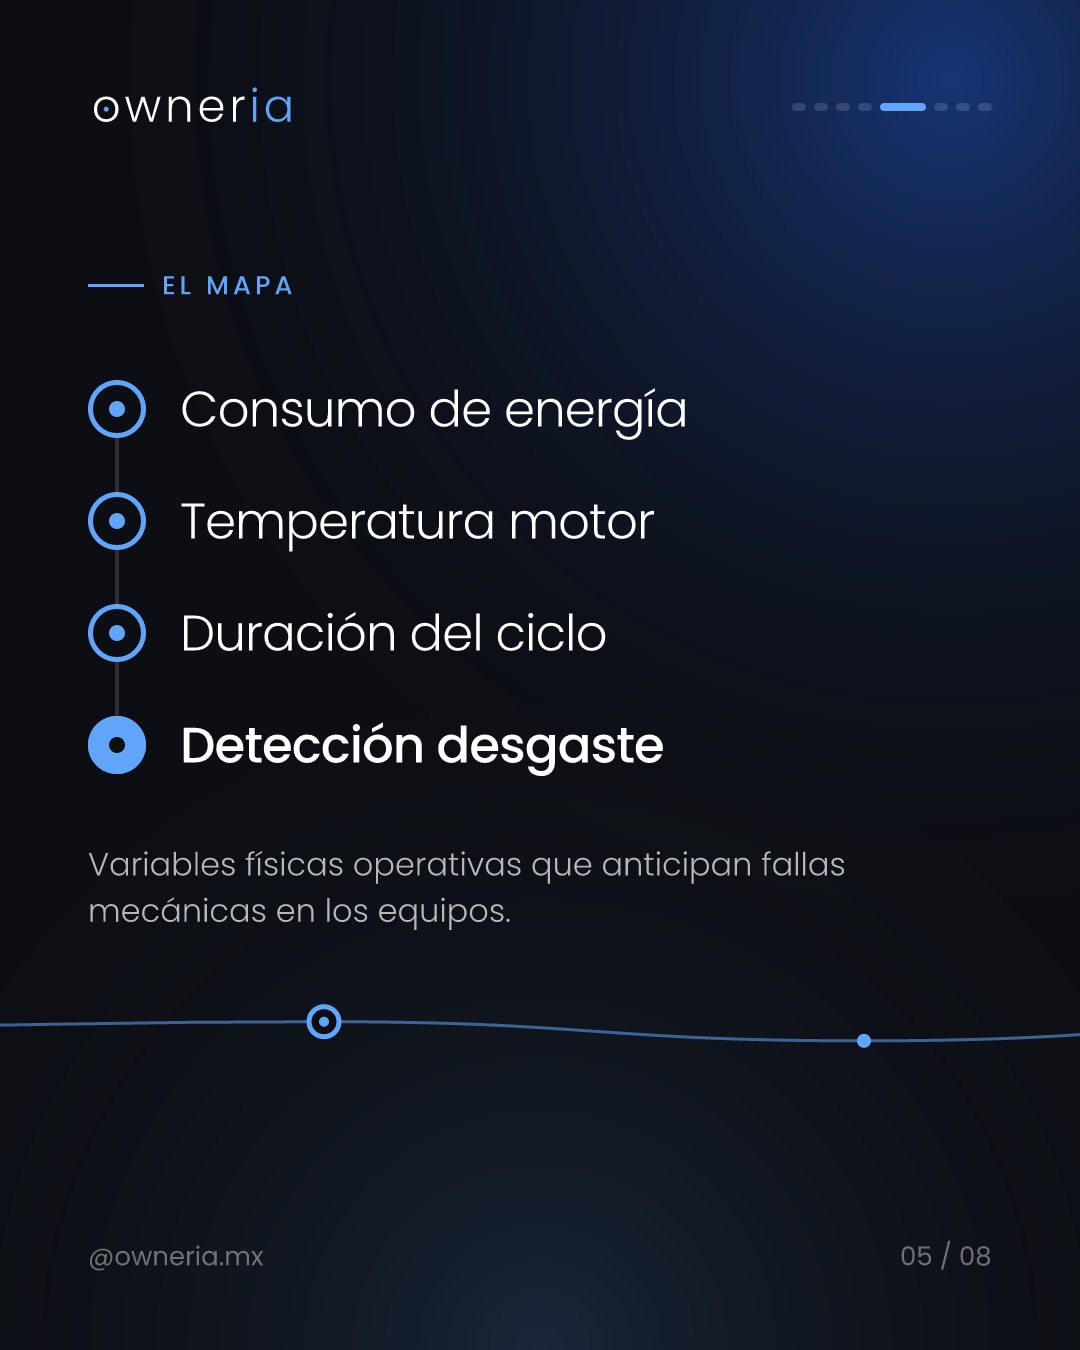 owneria
EL MAPA
Consumo de energía
Temperatura motor
Duración del ciclo
Detección desgaste
Variables físicas operativas que anticipan fallas
mecánicas en los equipos.
@owneria.mx
05 / 08